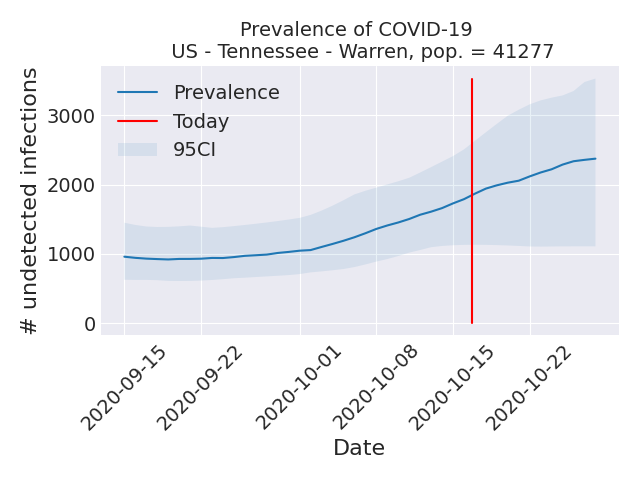 Prevalence of COVID-19
US - Tennessee - Warren, pop. = 41277
# undetected infections
3000
2000
1000
0
Prevalence
Today
95CI
2020-09-15
2020-09-22
2020-10-01
2020-10-08
2020-10-15
2020-10-22
Date